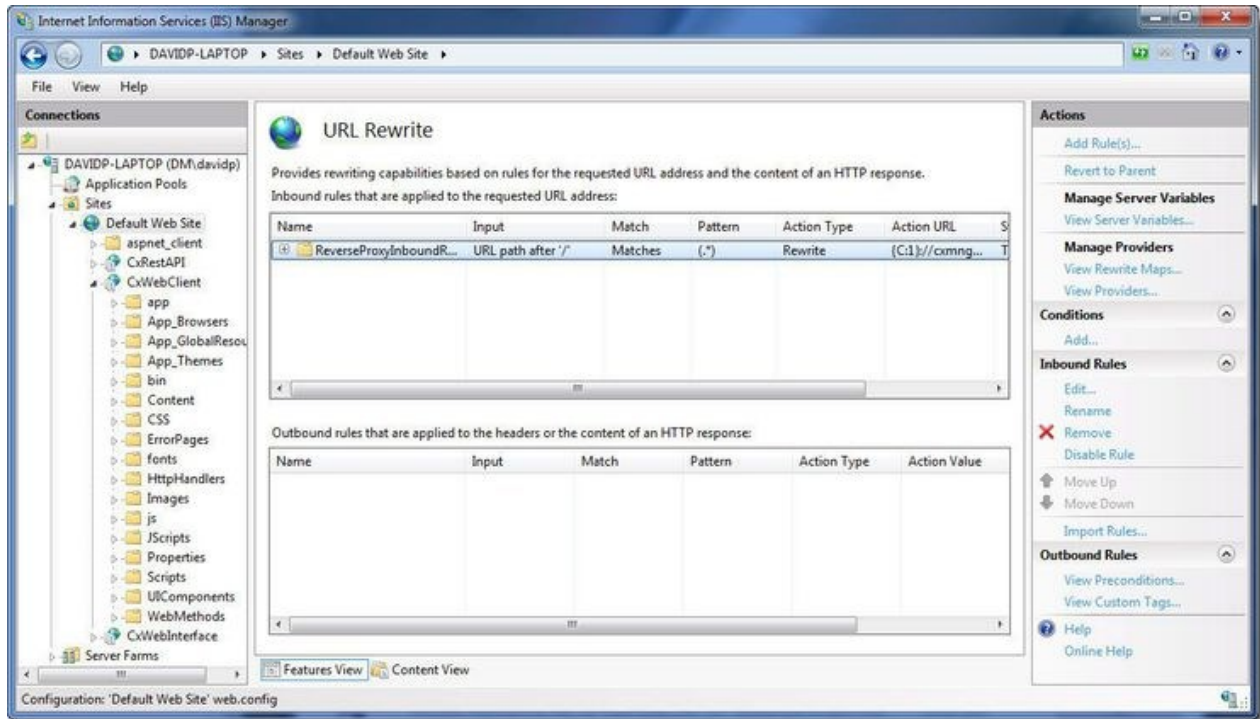 Internet Information Services (IIS) Manager
DAVIDP-LAPTOP Sites Default Web Site
File View Help
Connections
DAVIDP-LAPTOP (DM\davidp)
Application Pools
Sites
Default Web Site
aspnet_client
CxRestAPI
CxWebClient
app
App_Browsers
App_GlobalResou
App_Themes
bin
Content
CSS
ErrorPages
fonts
HttpHandlers
Images
js
JScripts
Properties
Scripts
UIComponents
WebMethods
CxWebInterface
Server Farms
URL Rewrite
Provides rewriting capabilities based on rules for the requested URL address and the content of an HTTP response.
Inbound rules that are applied to the requested URL address:
Name Input Match Pattern Action Type Action URL S
ReverseProxyInboundR... URL path after '/' Matches (.*) Rewrite {C:1}://cxmng... T
Outbound rules that are applied to the headers or the content of an HTTP response:
Name Input Match Pattern Action Type Action Value
Features View Content View
Actions
Add Rule(s)...
Revert to Parent
Manage Server Variables
View Server Variables...
Manage Providers
View Rewrite Maps...
View Providers...
Conditions
Add...
Inbound Rules
Edit...
Rename
Remove
Disable Rule
Move Up
Move Down
Import Rules...
Outbound Rules
View Preconditions...
View Custom Tags...
Help
Online Help
Configuration: 'Default Web Site' web.config